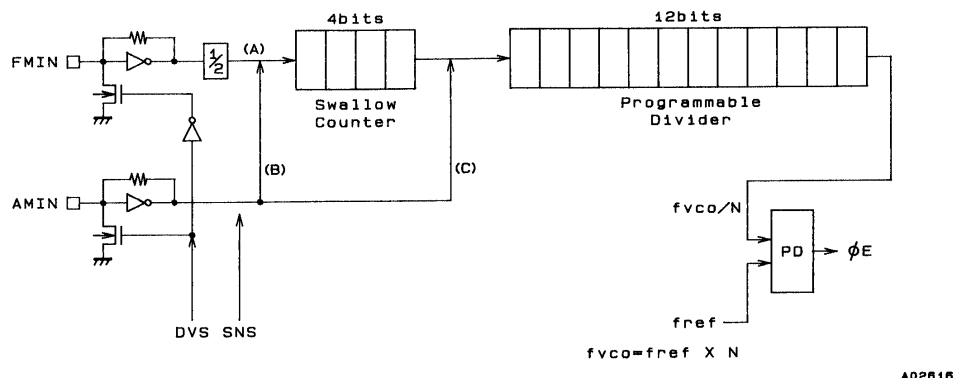 4bits
12bits
FMIN
1/2
(A)
Swallow
Counter
Programmable
Divider
(B)
(C)
AMIN
fvco/N
PD
φE
DVS
SNS
fref
fvco=fref X N
A02616